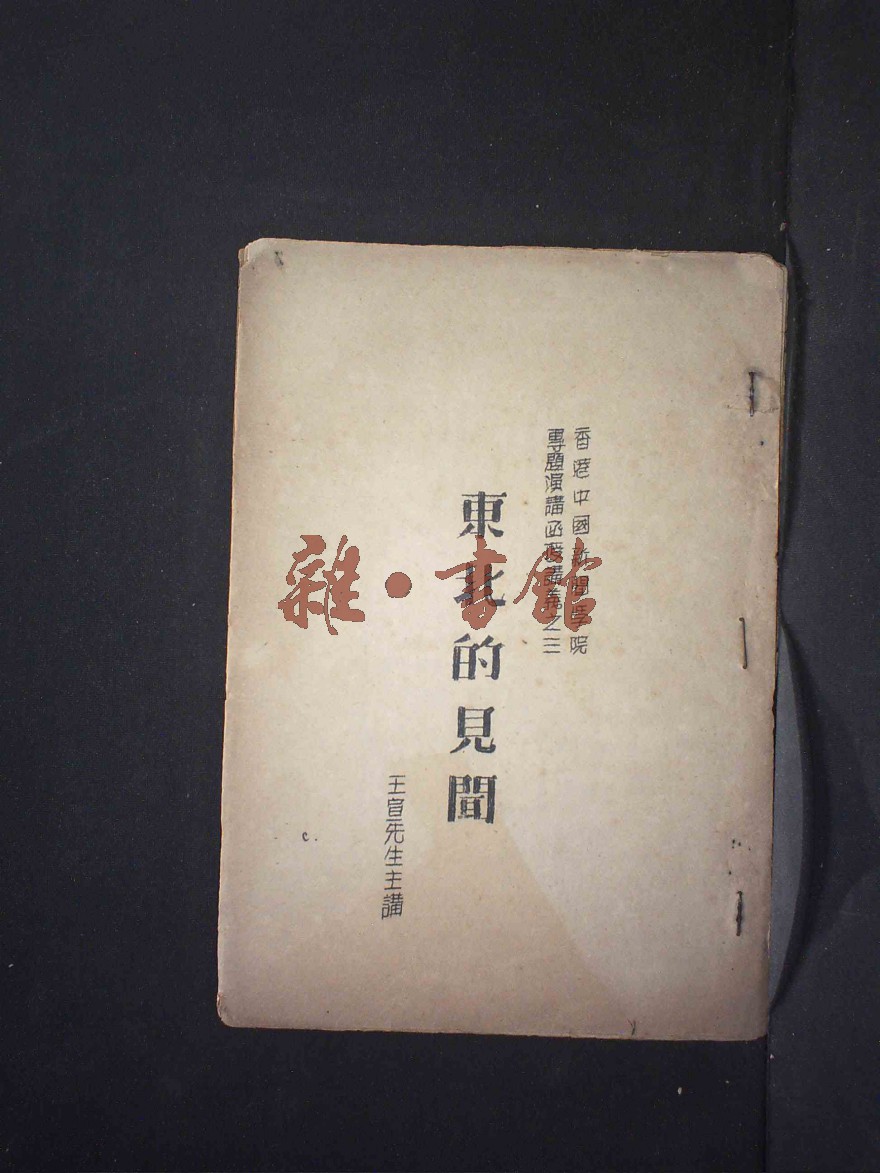 香港中國新聞學院
專題演講函授講義之三
東北的見聞
王宣先生主講
c.
雜·書館